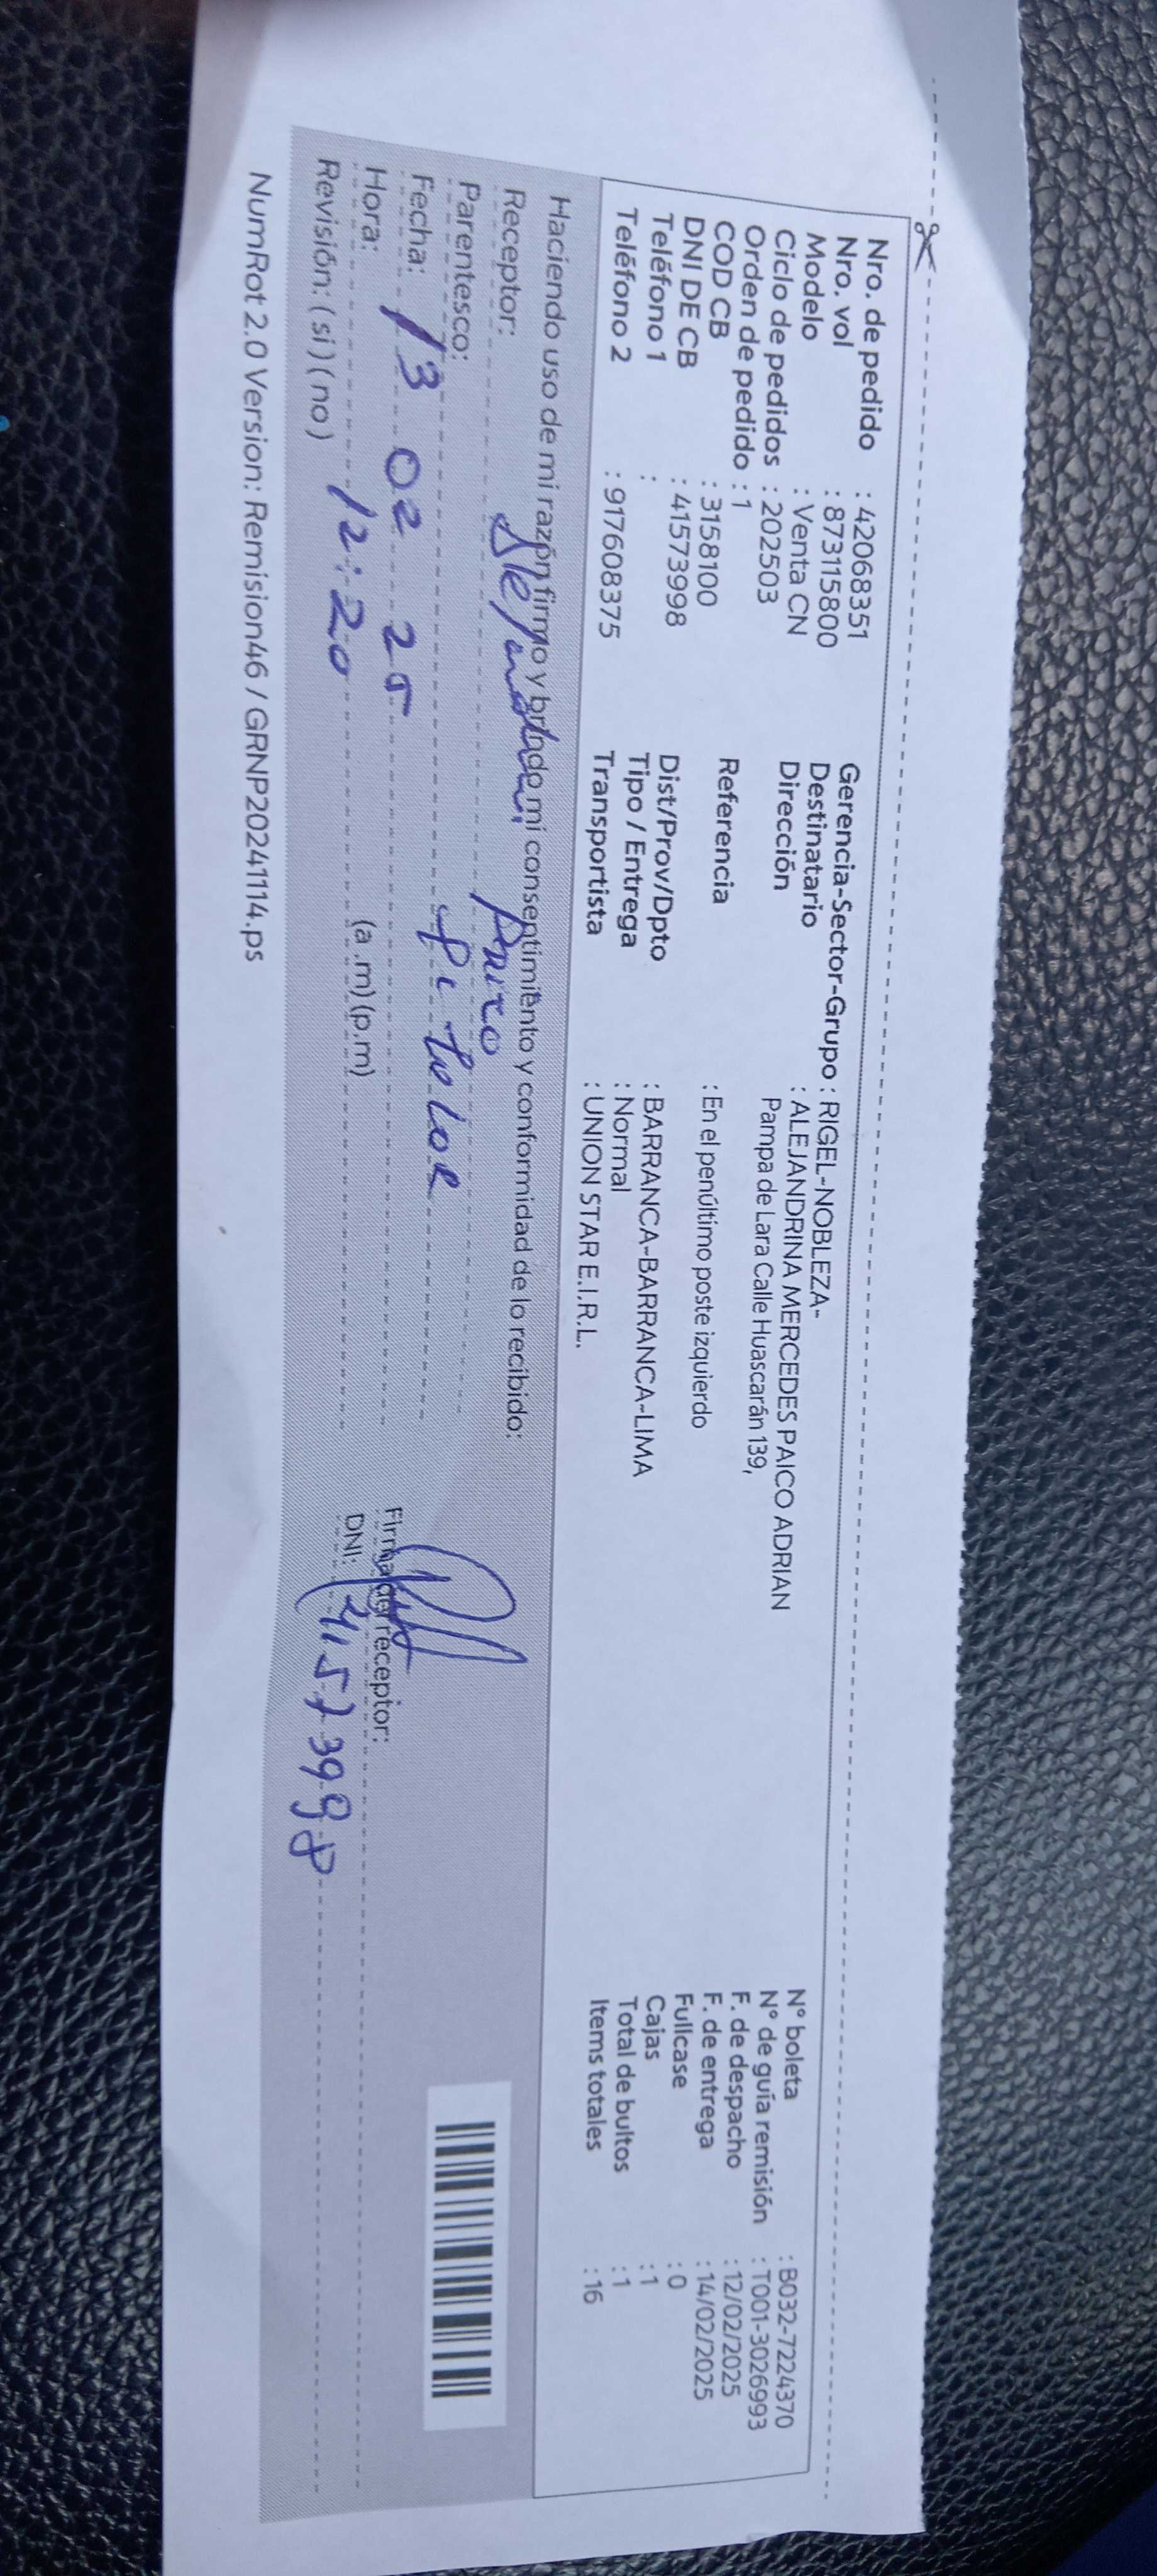 Nro. de pedido : 42068351
Nro. vol : 873115800
Modelo : Venta CN
Ciclo de pedidos : 202503
Orden de pedido : 1
COD CB : 3158100
DNI DE CB : 41573998
Teléfono 1 :
Teléfono 2 : 917608375
Gerencia-Sector-Grupo : RIGEL-NOBLEZA-
Destinatario : ALEJANDRINA MERCEDES PAICO ADRIAN
Dirección Pampa de Lara Calle Huascarán 139,
Referencia : En el penúltimo poste izquierdo
Dist/Prov/Dpto : BARRANCA-BARRANCA-LIMA
Tipo / Entrega : Normal
Transportista : UNION STAR E.I.R.L.
N° boleta : B032-7224370
N° de guía remisión : T001-3026993
F. de despacho : 12/02/2025
F. de entrega : 14/02/2025
Fullcase : 0
Cajas : 1
Total de bultos : 1
Items totales : 16
Haciendo uso de mi razón firmo y brindo mi consentimiento y conformidad de lo recibido:
Receptor: Paico
Parentesco: titular
Fecha: 13 02 25
Hora: 12:20 (a.m) (p.m)
Revisión: ( si ) ( no )
Firma del receptor:
DNI: 41573998
NumRot 2.0 Version: Remision46 / GRNP20241114.ps